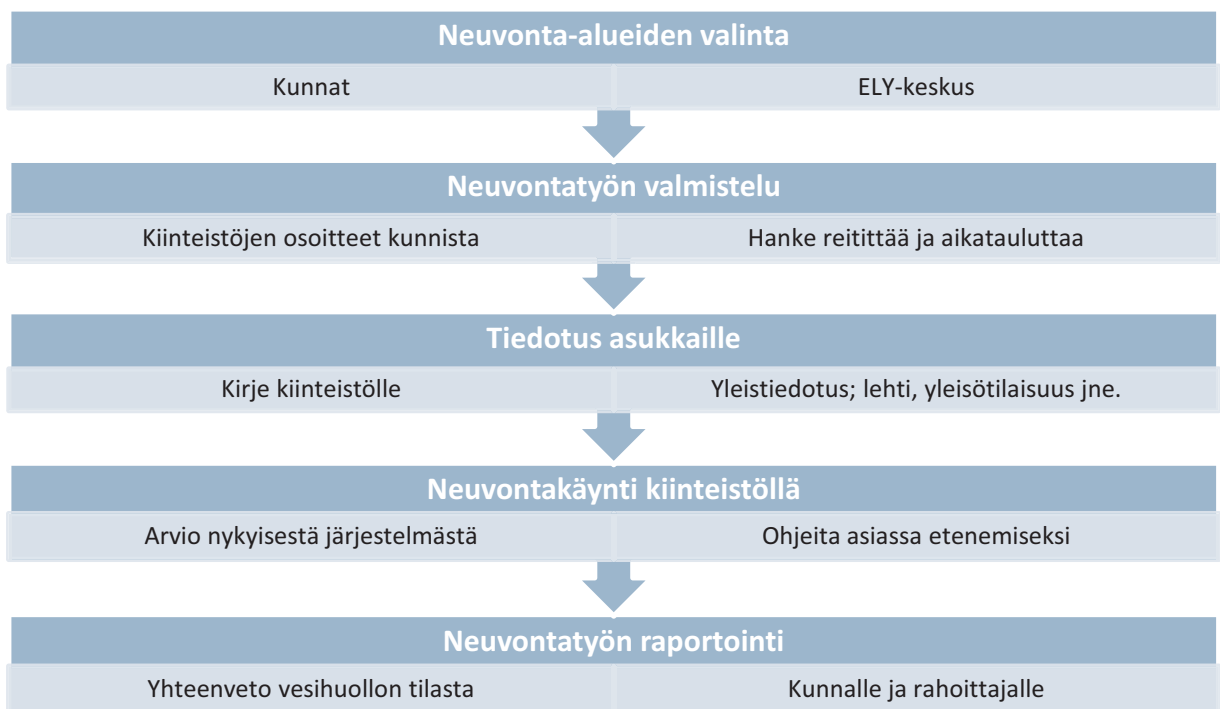 Neuvonta-alueiden valinta
Kunnat
ELY-keskus
Neuvontatyön valmistelu
Kiinteistöjen osoitteet kunnista
Hanke reitittää ja aikatauluttaa
Tiedotus asukkaille
Kirje kiinteistölle
Yleistiedotus; lehti, yleisötilaisuus jne.
Neuvontakäynti kiinteistöllä
Arvio nykyisestä järjestelmästä
Ohjeita asiassa etenemiseksi
Neuvontatyön raportointi
Yhteenveto vesihuollon tilasta
Kunnalle ja rahoittajalle